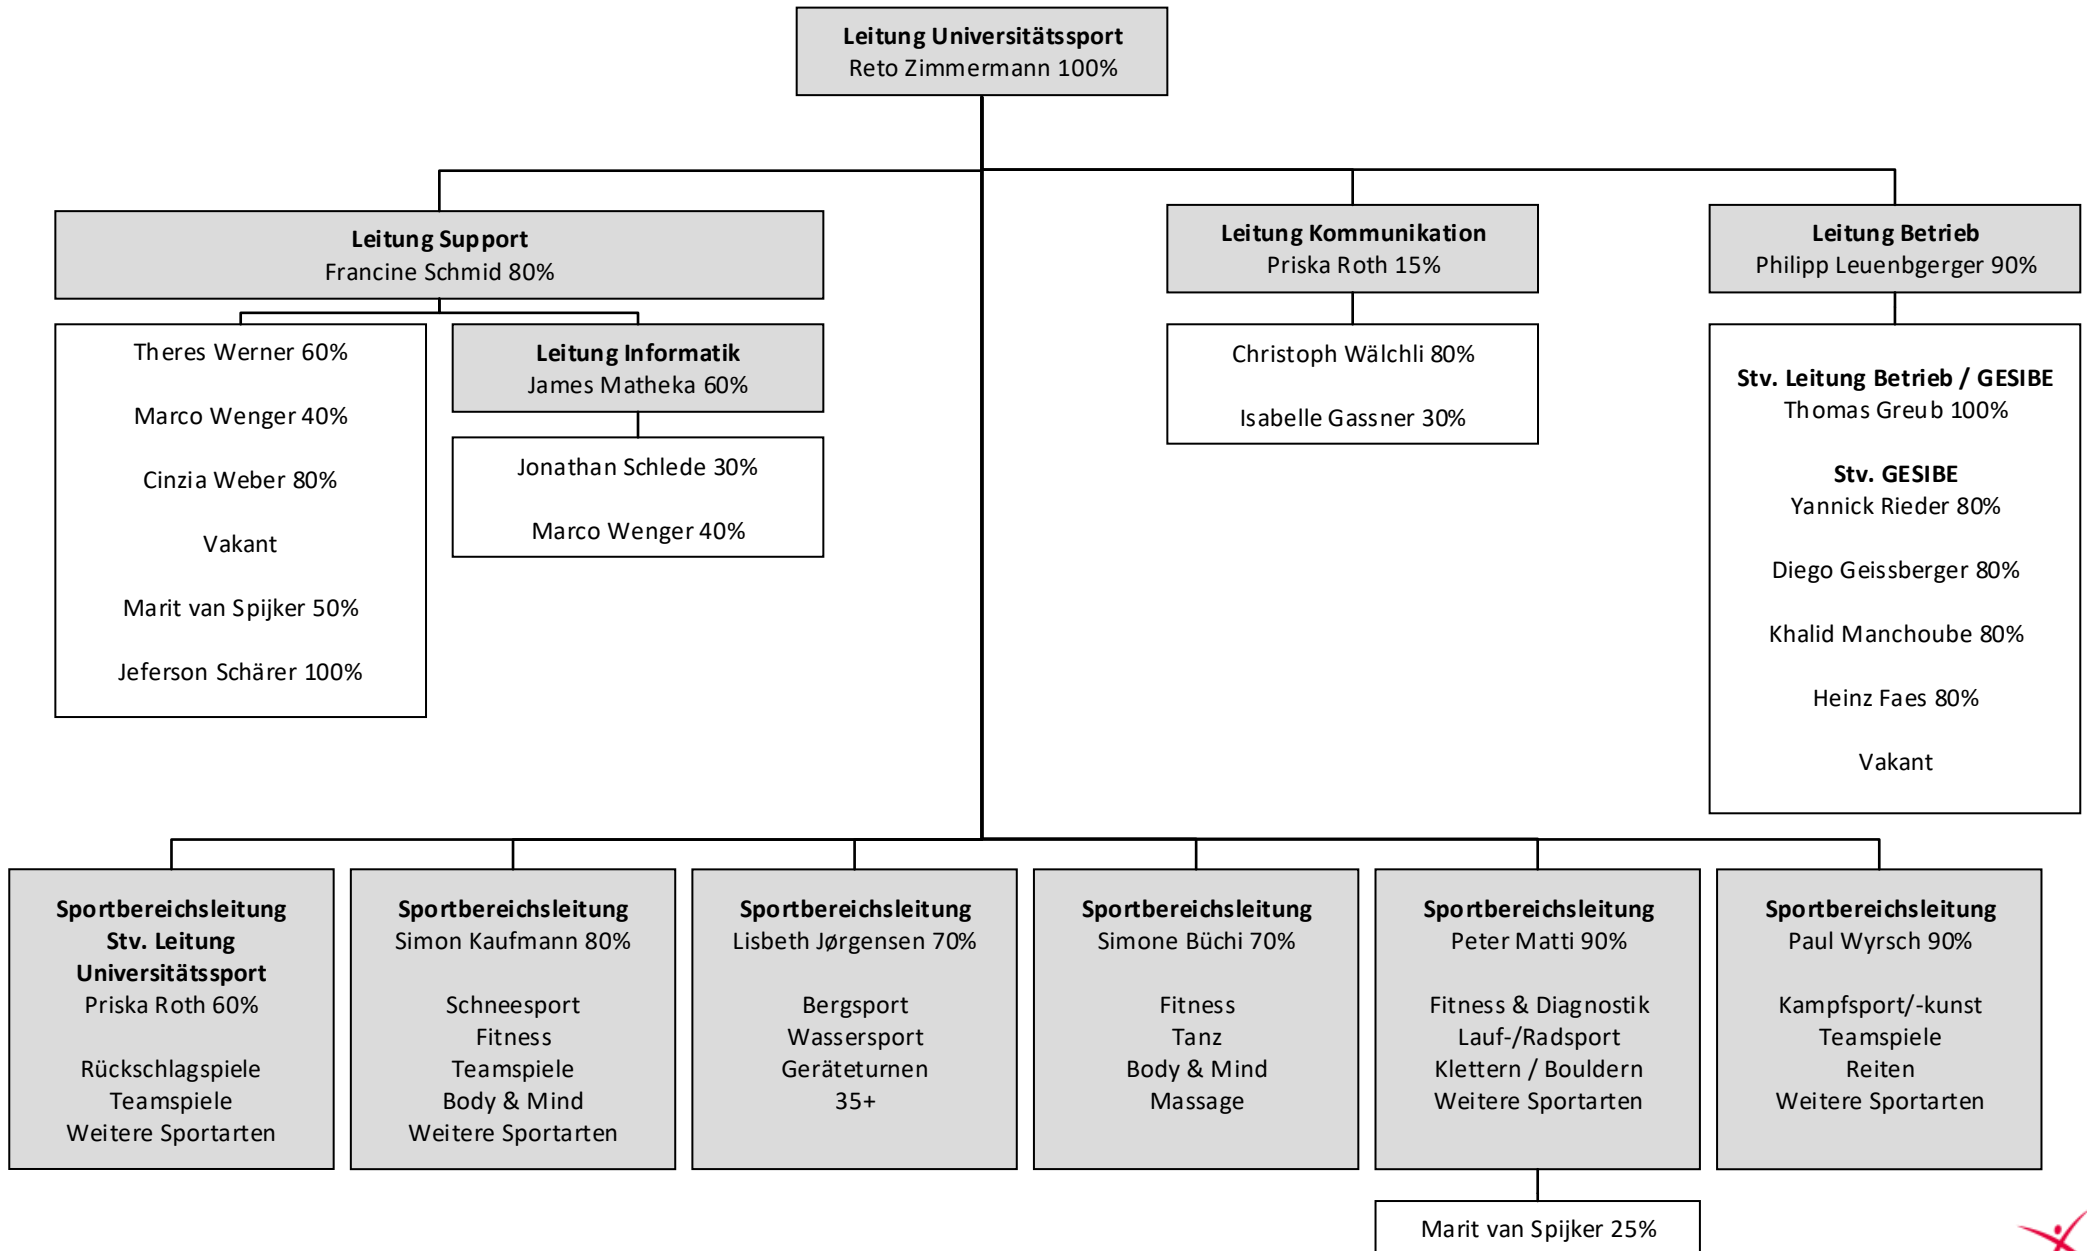 Leitung Universitätssport
Reto Zimmermann 100%
Leitung Support
Francine Schmid 80%
Leitung Kommunikation
Priska Roth 15%
Leitung Betrieb
Philipp Leuenbgerger 90%
Theres Werner 60%
Marco Wenger 40%
Cinzia Weber 80%
Vakant
Marit van Spijker 50%
Jeferson Schärer 100%
Leitung Informatik
James Matheka 60%
Jonathan Schlede 30%
Marco Wenger 40%
Christoph Wälchli 80%
Isabelle Gassner 30%
Stv. Leitung Betrieb / GESIBE
Thomas Greub 100%
Stv. GESIBE
Yannick Rieder 80%
Diego Geissberger 80%
Khalid Manchoube 80%
Heinz Faes 80%
Vakant
Sportbereichsleitung
Stv. Leitung
Universitätssport
Priska Roth 60%
Rückschlagspiele
Teamspiele
Weitere Sportarten
Sportbereichsleitung
Simon Kaufmann 80%
Schneesport
Fitness
Teamspiele
Body & Mind
Weitere Sportarten
Sportbereichsleitung
Lisbeth Jørgensen 70%
Bergsport
Wassersport
Geräteturnen
35+
Sportbereichsleitung
Simone Büchi 70%
Fitness
Tanz
Body & Mind
Massage
Sportbereichsleitung
Peter Matti 90%
Fitness & Diagnostik
Lauf-/Radsport
Klettern / Bouldern
Weitere Sportarten
Marit van Spijker 25%
Sportbereichsleitung
Paul Wyrsch 90%
Kampfsport/-kunst
Teamspiele
Reiten
Weitere Sportarten